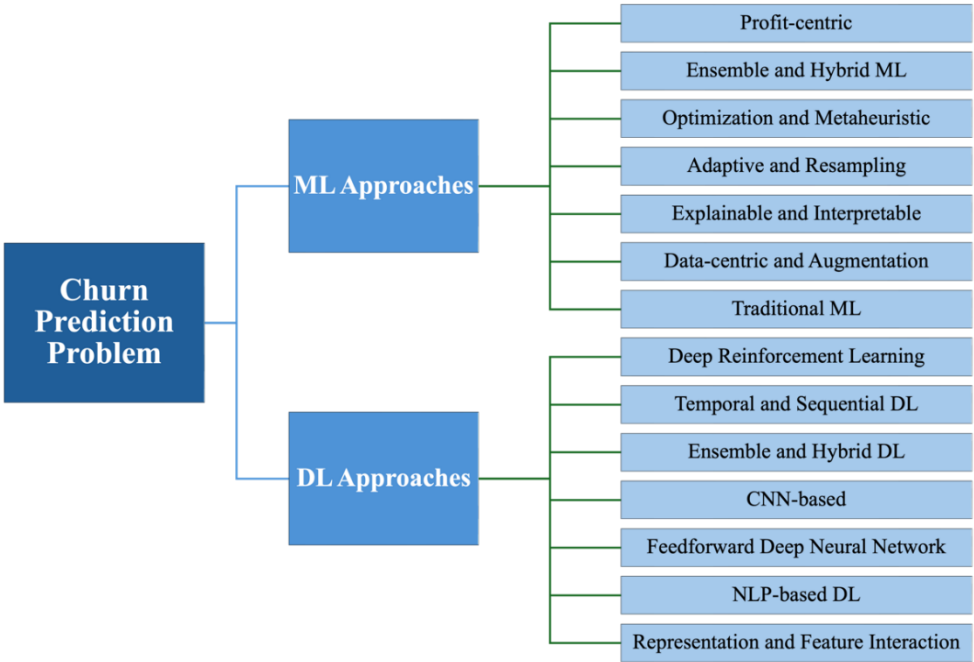 Churn
Prediction
Problem
ML Approaches
Profit-centric
Ensemble and Hybrid ML
Optimization and Metaheuristic
Adaptive and Resampling
Explainable and Interpretable
Data-centric and Augmentation
Traditional ML
DL Approaches
Deep Reinforcement Learning
Temporal and Sequential DL
Ensemble and Hybrid DL
CNN-based
Feedforward Deep Neural Network
NLP-based DL
Representation and Feature Interaction